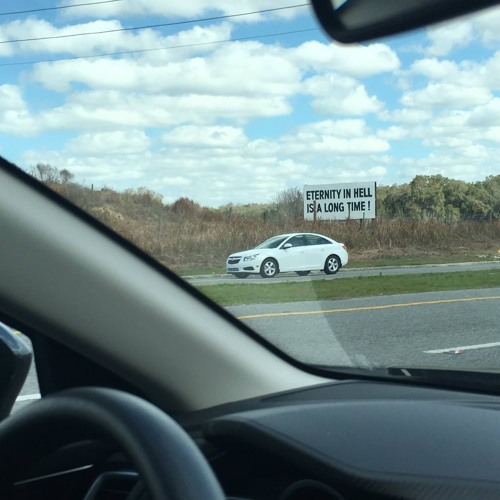 ETERNITY IN HELL
IS A LONG TIME !